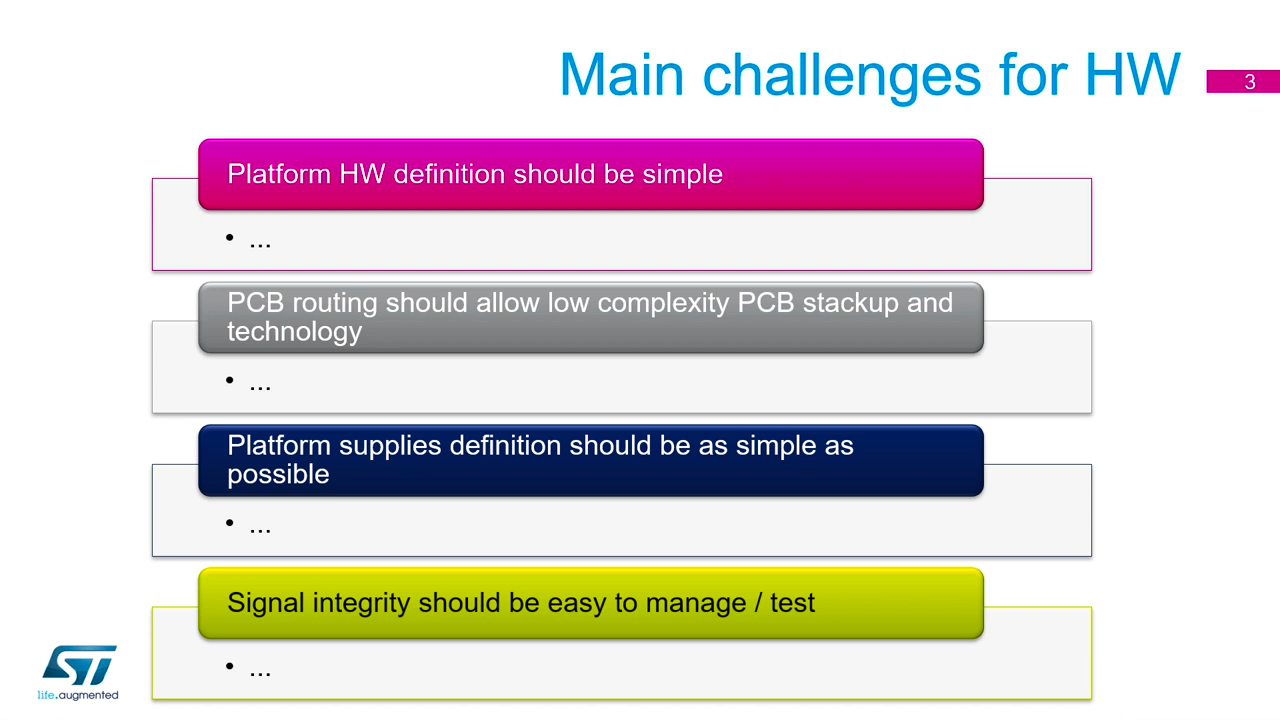 Main challenges for HW
3
Platform HW definition should be simple
• ...
PCB routing should allow low complexity PCB stackup and
technology
• ...
Platform supplies definition should be as simple as
possible
• ...
Signal integrity should be easy to manage / test
• ...
ST
life.augmented